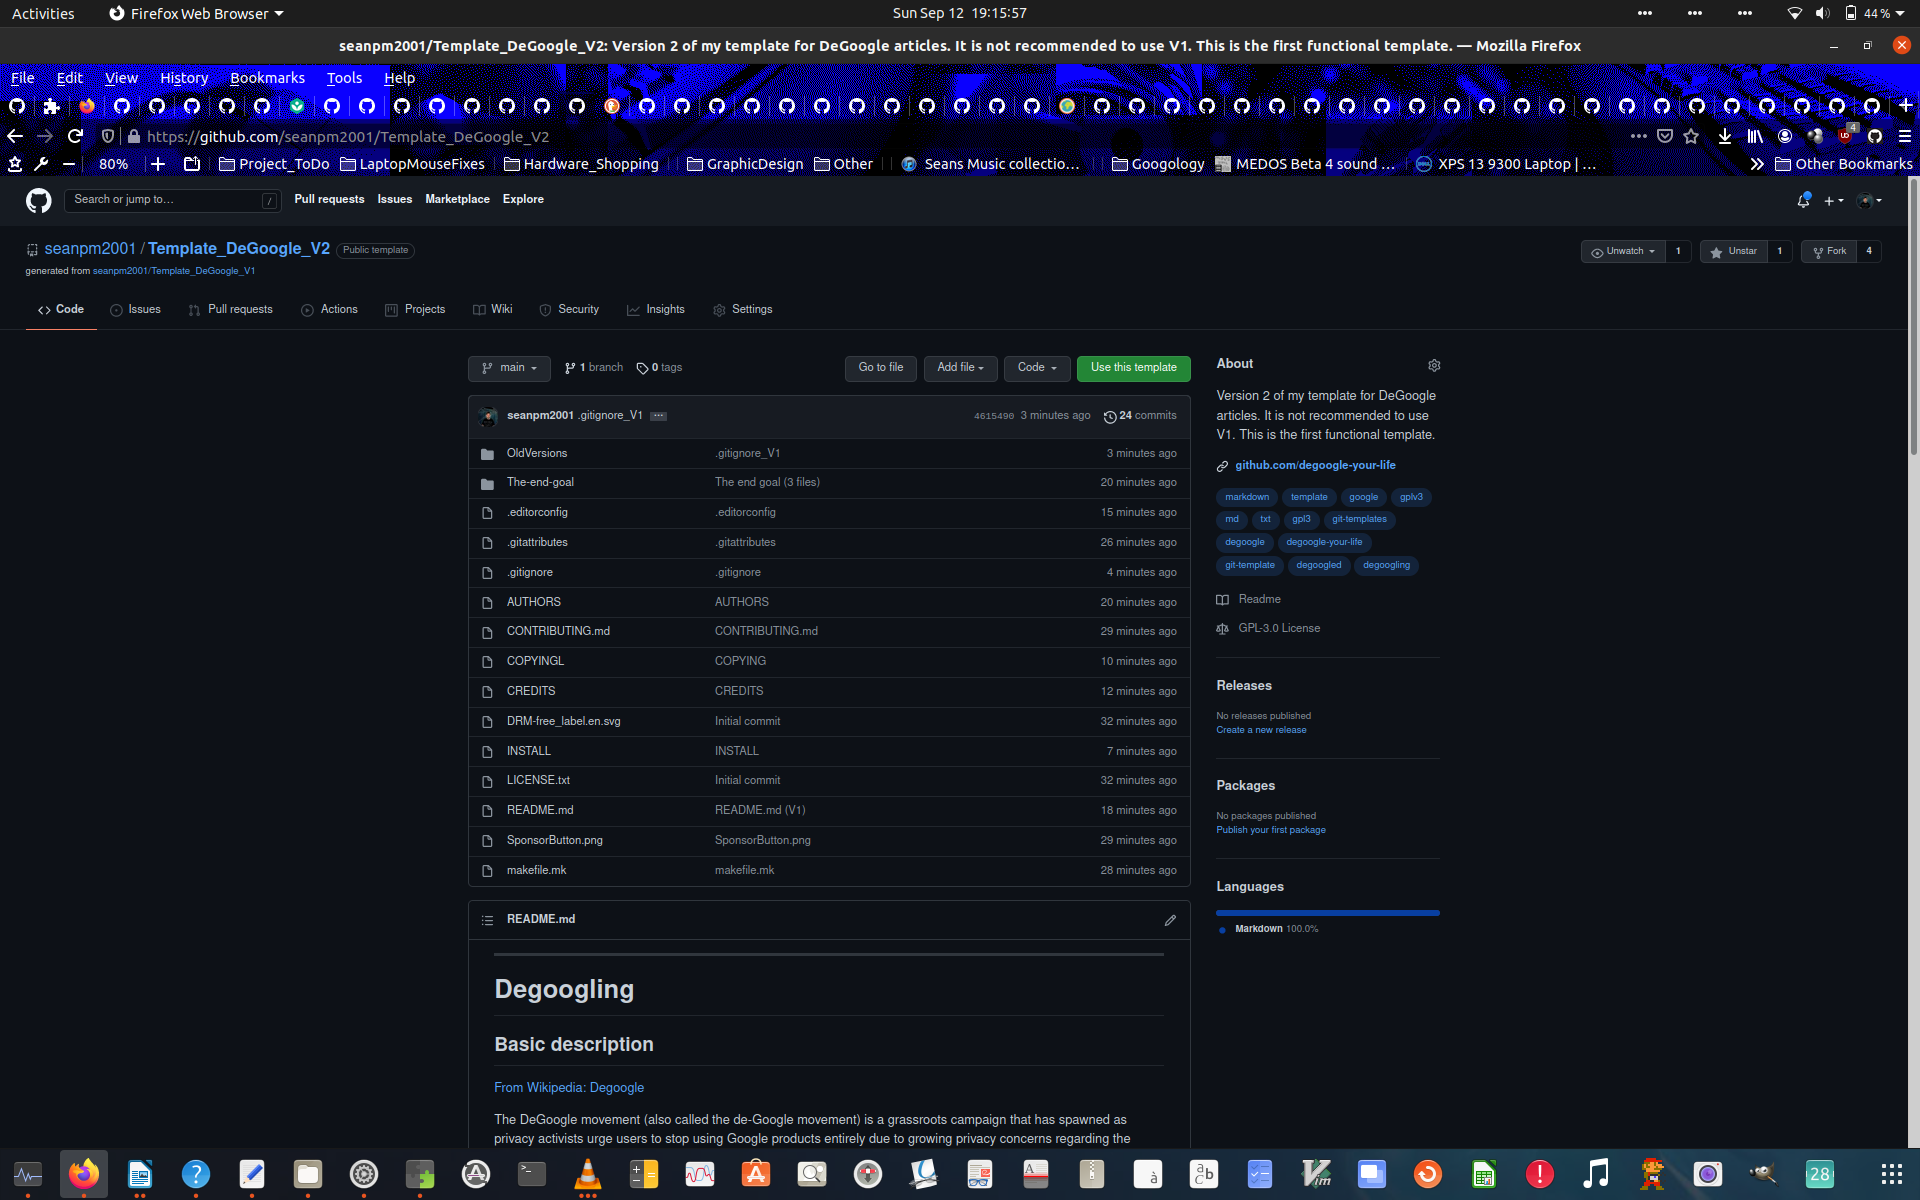 Activities Firefox Web Browser Sun Sep 12 19:15:57 44 %
seanpm2001/Template_DeGoogle_V2: Version 2 of my template for DeGoogle articles. It is not recommended to use V1. This is the first functional template. — Mozilla Firefox
File Edit View History Bookmarks Tools Help
https://github.com/seanpm2001/Template_DeGoogle_V2 4
80% Project_ToDo LaptopMouseFixes Hardware_Shopping GraphicDesign Other Seans Music collectio... Googology MEDOS Beta 4 sound ... XPS 13 9300 Laptop | ... Other Bookmarks
Search or jump to... / Pull requests Issues Marketplace Explore
seanpm2001 / Template_DeGoogle_V2 Public template Unwatch 1 Unstar 1 Fork 4
generated from seanpm2001/Template_DeGoogle_V1
Code Issues Pull requests Actions Projects Wiki Security Insights Settings
main 1 branch 0 tags Go to file Add file Code Use this template
seanpm2001 .gitignore_V1 4615490 3 minutes ago 24 commits
OldVersions .gitignore_V1 3 minutes ago
The-end-goal The end goal (3 files) 20 minutes ago
.editorconfig .editorconfig 15 minutes ago
.gitattributes .gitattributes 26 minutes ago
.gitignore .gitignore 4 minutes ago
AUTHORS AUTHORS 20 minutes ago
CONTRIBUTING.md CONTRIBUTING.md 29 minutes ago
COPYINGL COPYING 10 minutes ago
CREDITS CREDITS 12 minutes ago
DRM-free_label.en.svg Initial commit 32 minutes ago
INSTALL INSTALL 7 minutes ago
LICENSE.txt Initial commit 32 minutes ago
README.md README.md (V1) 18 minutes ago
SponsorButton.png SponsorButton.png 29 minutes ago
makefile.mk makefile.mk 28 minutes ago
README.md
Degoogling
Basic description
From Wikipedia: Degoogle
The DeGoogle movement (also called the de-Google movement) is a grassroots campaign that has spawned as
privacy activists urge users to stop using Google products entirely due to growing privacy concerns regarding the
About
Version 2 of my template for DeGoogle
articles. It is not recommended to use
V1. This is the first functional template.
github.com/degoogle-your-life
markdown template google gplv3
md txt gpl3 git-templates
degoogle degoogle-your-life
git-template degoogled degoogling
Readme
GPL-3.0 License
Releases
No releases published
Create a new release
Packages
No packages published
Publish your first package
Languages
Markdown 100.0%
28